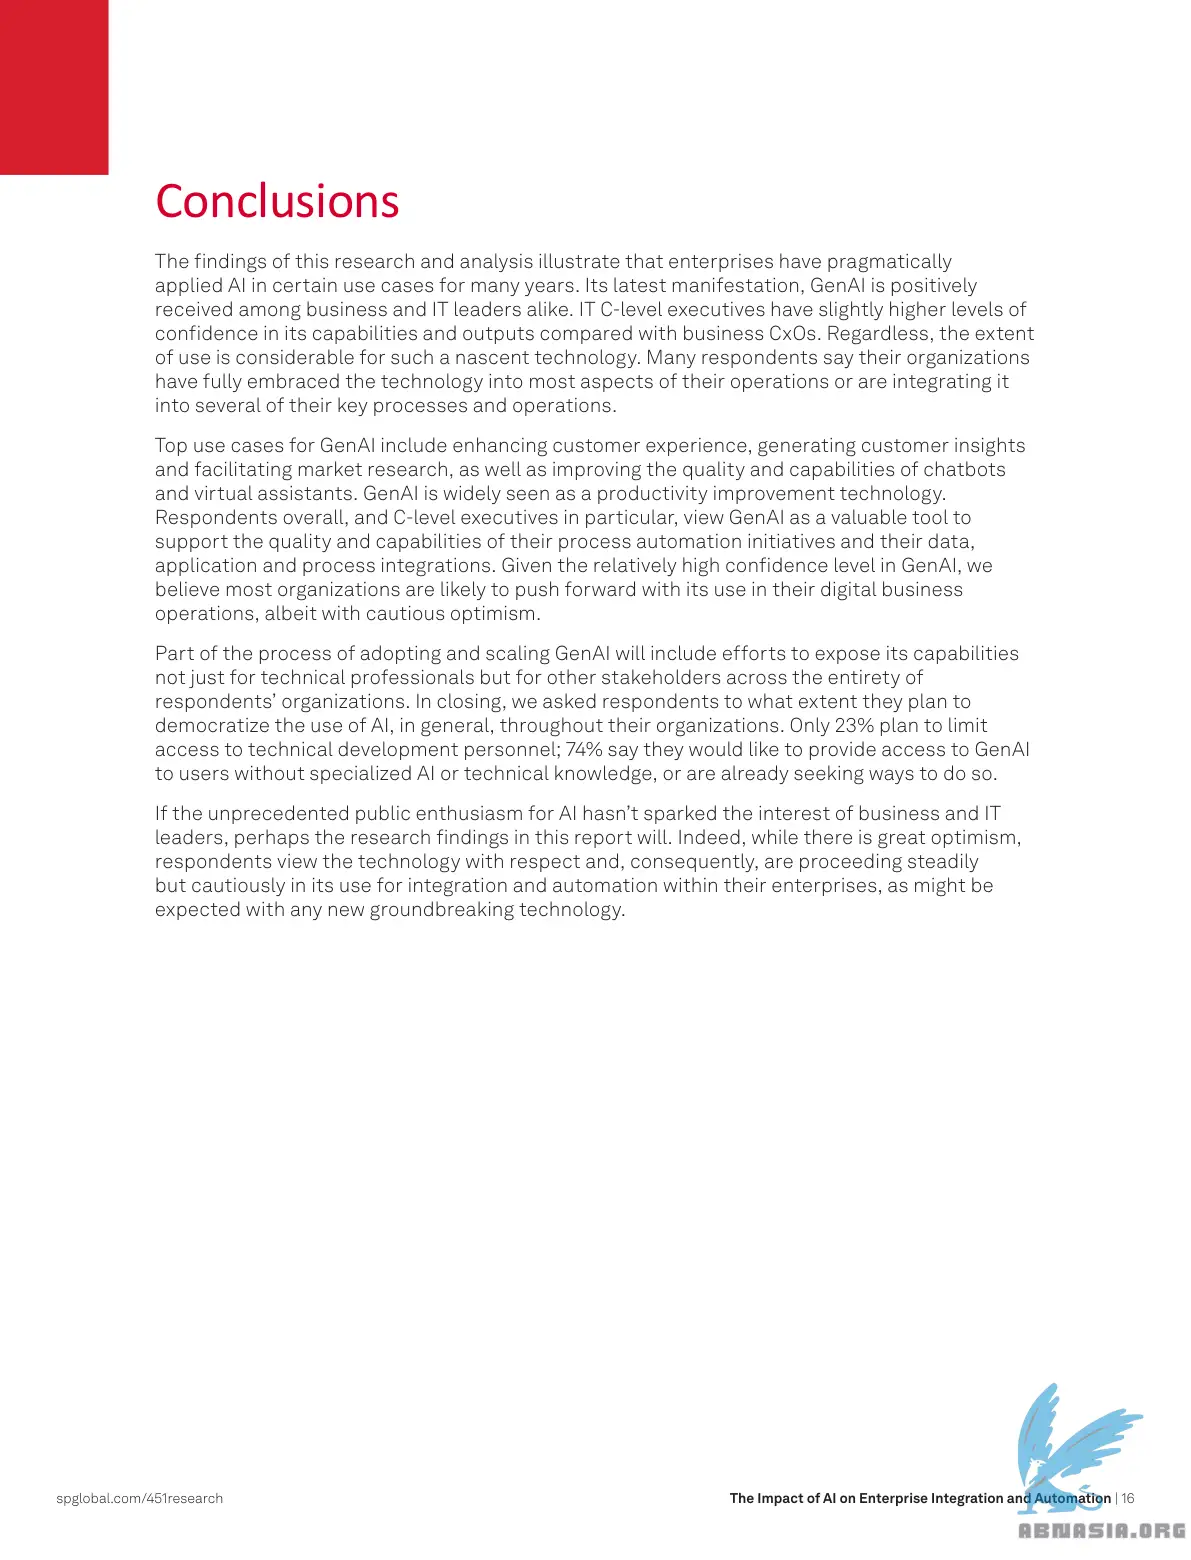 Conclusions
The findings of this research and analysis illustrate that enterprises have pragmatically
applied AI in certain use cases for many years. Its latest manifestation, GenAI is positively
received among business and IT leaders alike. IT C-level executives have slightly higher levels of
confidence in its capabilities and outputs compared with business CxOs. Regardless, the extent
of use is considerable for such a nascent technology. Many respondents say their organizations
have fully embraced the technology into most aspects of their operations or are integrating it
into several of their key processes and operations.
Top use cases for GenAI include enhancing customer experience, generating customer insights
and facilitating market research, as well as improving the quality and capabilities of chatbots
and virtual assistants. GenAI is widely seen as a productivity improvement technology.
Respondents overall, and C-level executives in particular, view GenAI as a valuable tool to
support the quality and capabilities of their process automation initiatives and their data,
application and process integrations. Given the relatively high confidence level in GenAI, we
believe most organizations are likely to push forward with its use in their digital business
operations, albeit with cautious optimism.
Part of the process of adopting and scaling GenAI will include efforts to expose its capabilities
not just for technical professionals but for other stakeholders across the entirety of
respondents’ organizations. In closing, we asked respondents to what extent they plan to
democratize the use of AI, in general, throughout their organizations. Only 23% plan to limit
access to technical development personnel; 74% say they would like to provide access to GenAI
to users without specialized AI or technical knowledge, or are already seeking ways to do so.
If the unprecedented public enthusiasm for AI hasn’t sparked the interest of business and IT
leaders, perhaps the research findings in this report will. Indeed, while there is great optimism,
respondents view the technology with respect and, consequently, are proceeding steadily
but cautiously in its use for integration and automation within their enterprises, as might be
expected with any new groundbreaking technology.
spglobal.com/451research
The Impact of AI on Enterprise Integration and Automation | 16
ABNASIA.ORG